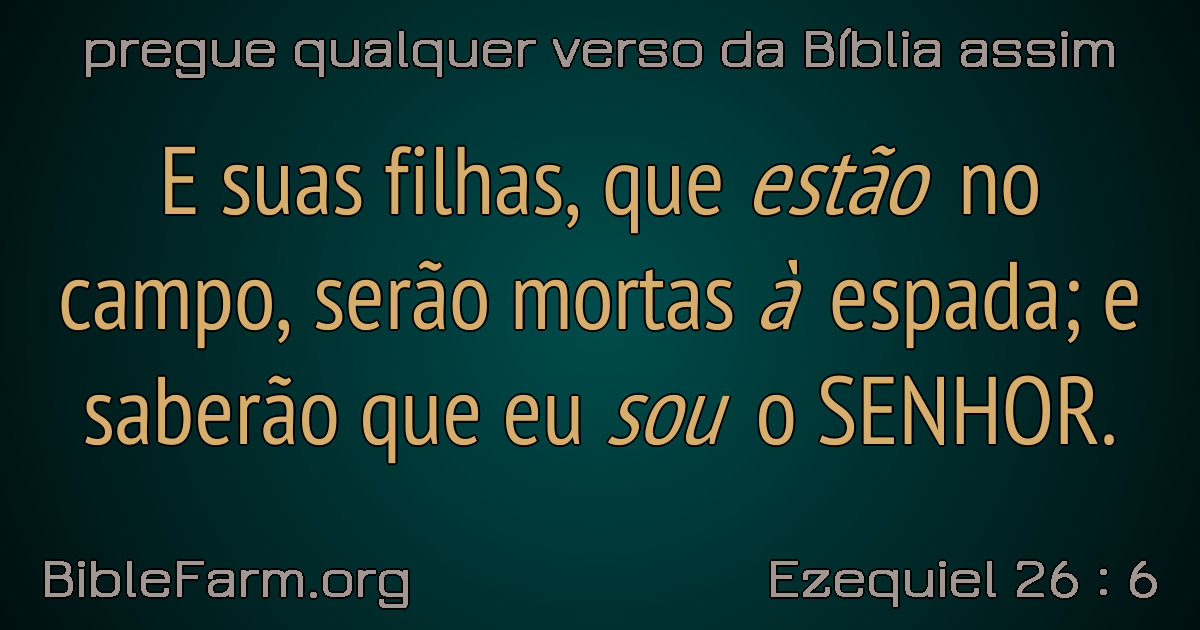 pregue qualquer verso da Bíblia assim
E suas filhas, que estão no
campo, serão mortas à espada; e
saberão que eu sou o SENHOR.
BibleFarm.org
Ezequiel 26 : 6